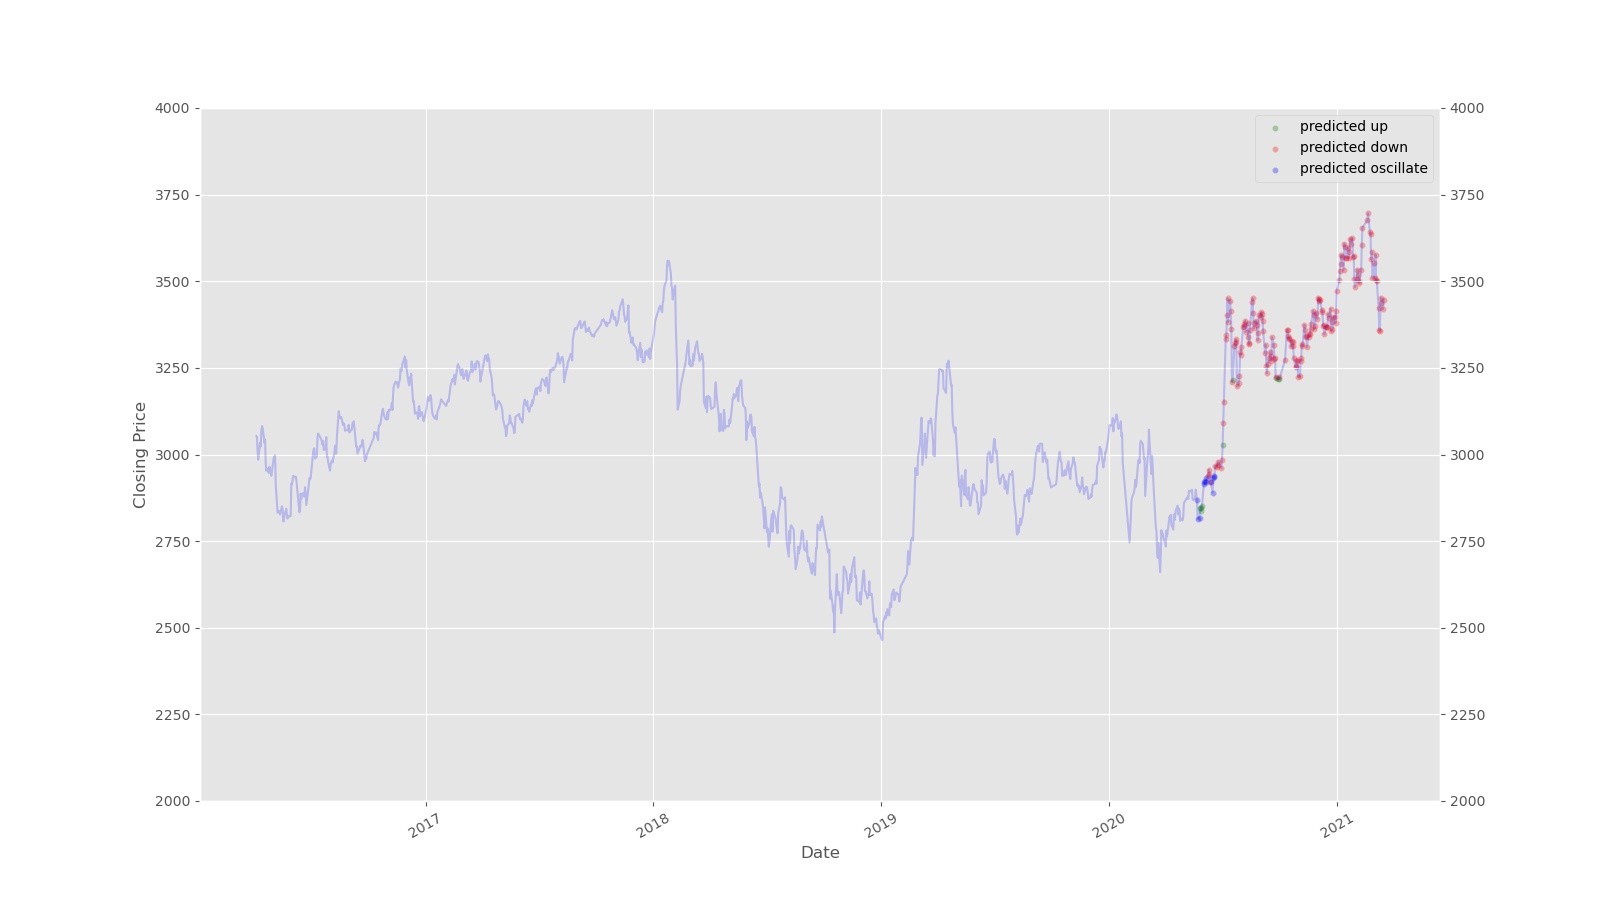 4000 4000
predicted up
predicted down
predicted oscillate
3750 3750
3500 3500
3250 3250
Closing Price
3000 3000
2750 2750
2500 2500
2250 2250
2000 2000
2017 2018 2019 2020 2021
Date